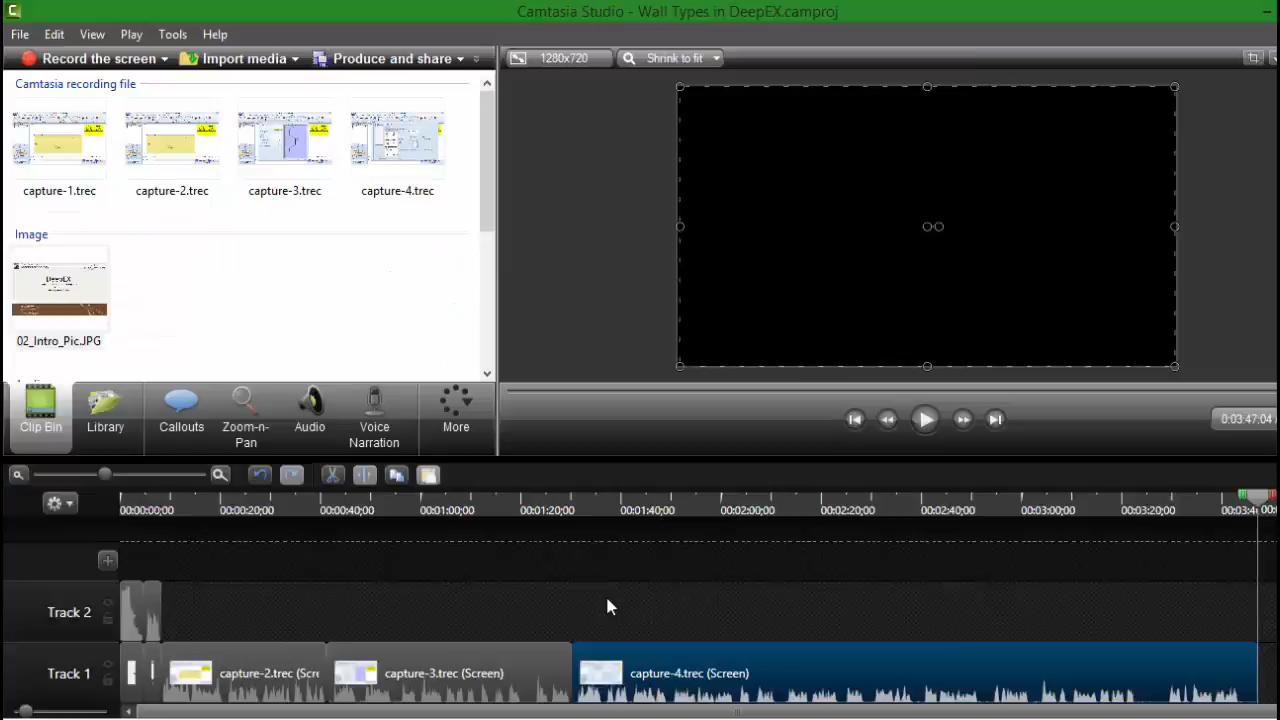 Camtasia Studio - Wall Types in DeepEX.camproj
File Edit View Play Tools Help
Record the screen Import media Produce and share
1280x720 Shrink to fit
Camtasia recording file
capture-1.trec capture-2.trec capture-3.trec capture-4.trec
Image
DeepEX
02_Intro_Pic.JPG
Clip Bin Library Callouts Zoom-n-Pan Audio Voice Narration More
0:03:47;04
00:00:00;00 00:00:20;00 00:00:40;00 00:01:00;00 00:01:20;00 00:01:40;00 00:02:00;00 00:02:20;00 00:02:40;00 00:03:00;00 00:03:20;00
Track 2
Track 1 capture-2.trec (Scre capture-3.trec (Screen) capture-4.trec (Screen)